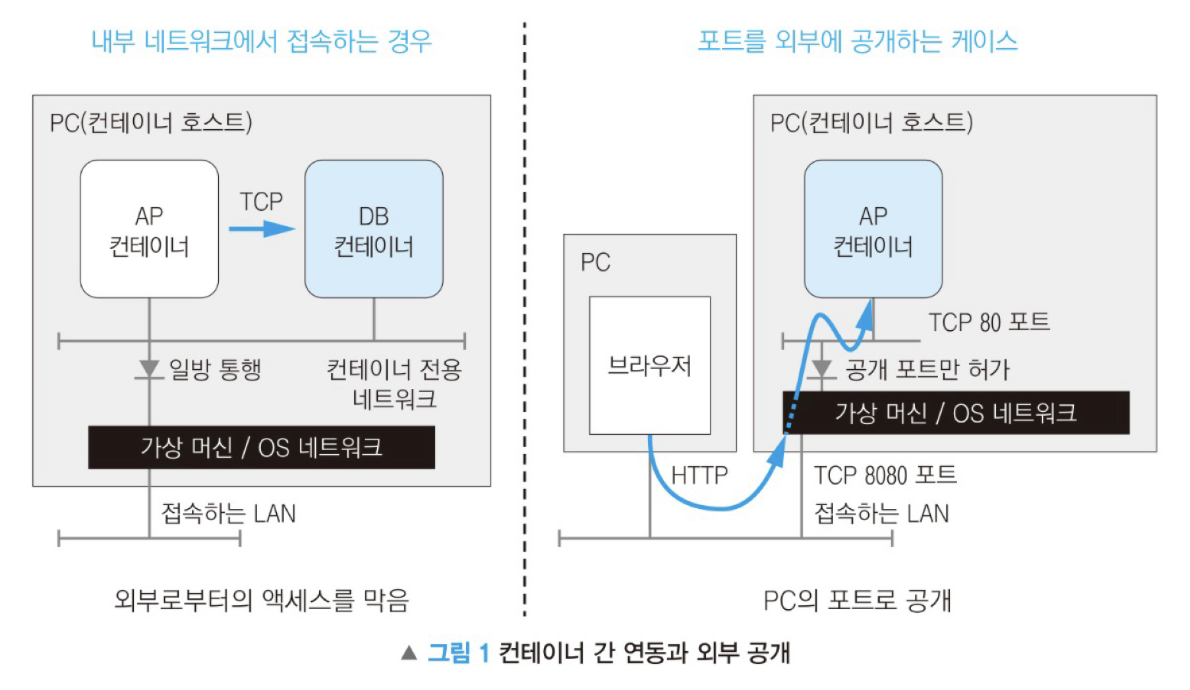 내부 네트워크에서 접속하는 경우
PC(컨테이너 호스트)
AP
컨테이너
TCP
DB
컨테이너
일방 통행
컨테이너 전용
네트워크
가상 머신 / OS 네트워크
접속하는 LAN
외부로부터의 액세스를 막음
포트를 외부에 공개하는 케이스
PC(컨테이너 호스트)
AP
컨테이너
PC
브라우저
TCP 80 포트
공개 포트만 허가
가상 머신 / OS 네트워크
HTTP
TCP 8080 포트
접속하는 LAN
PC의 포트로 공개
▲ 그림 1 컨테이너 간 연동과 외부 공개